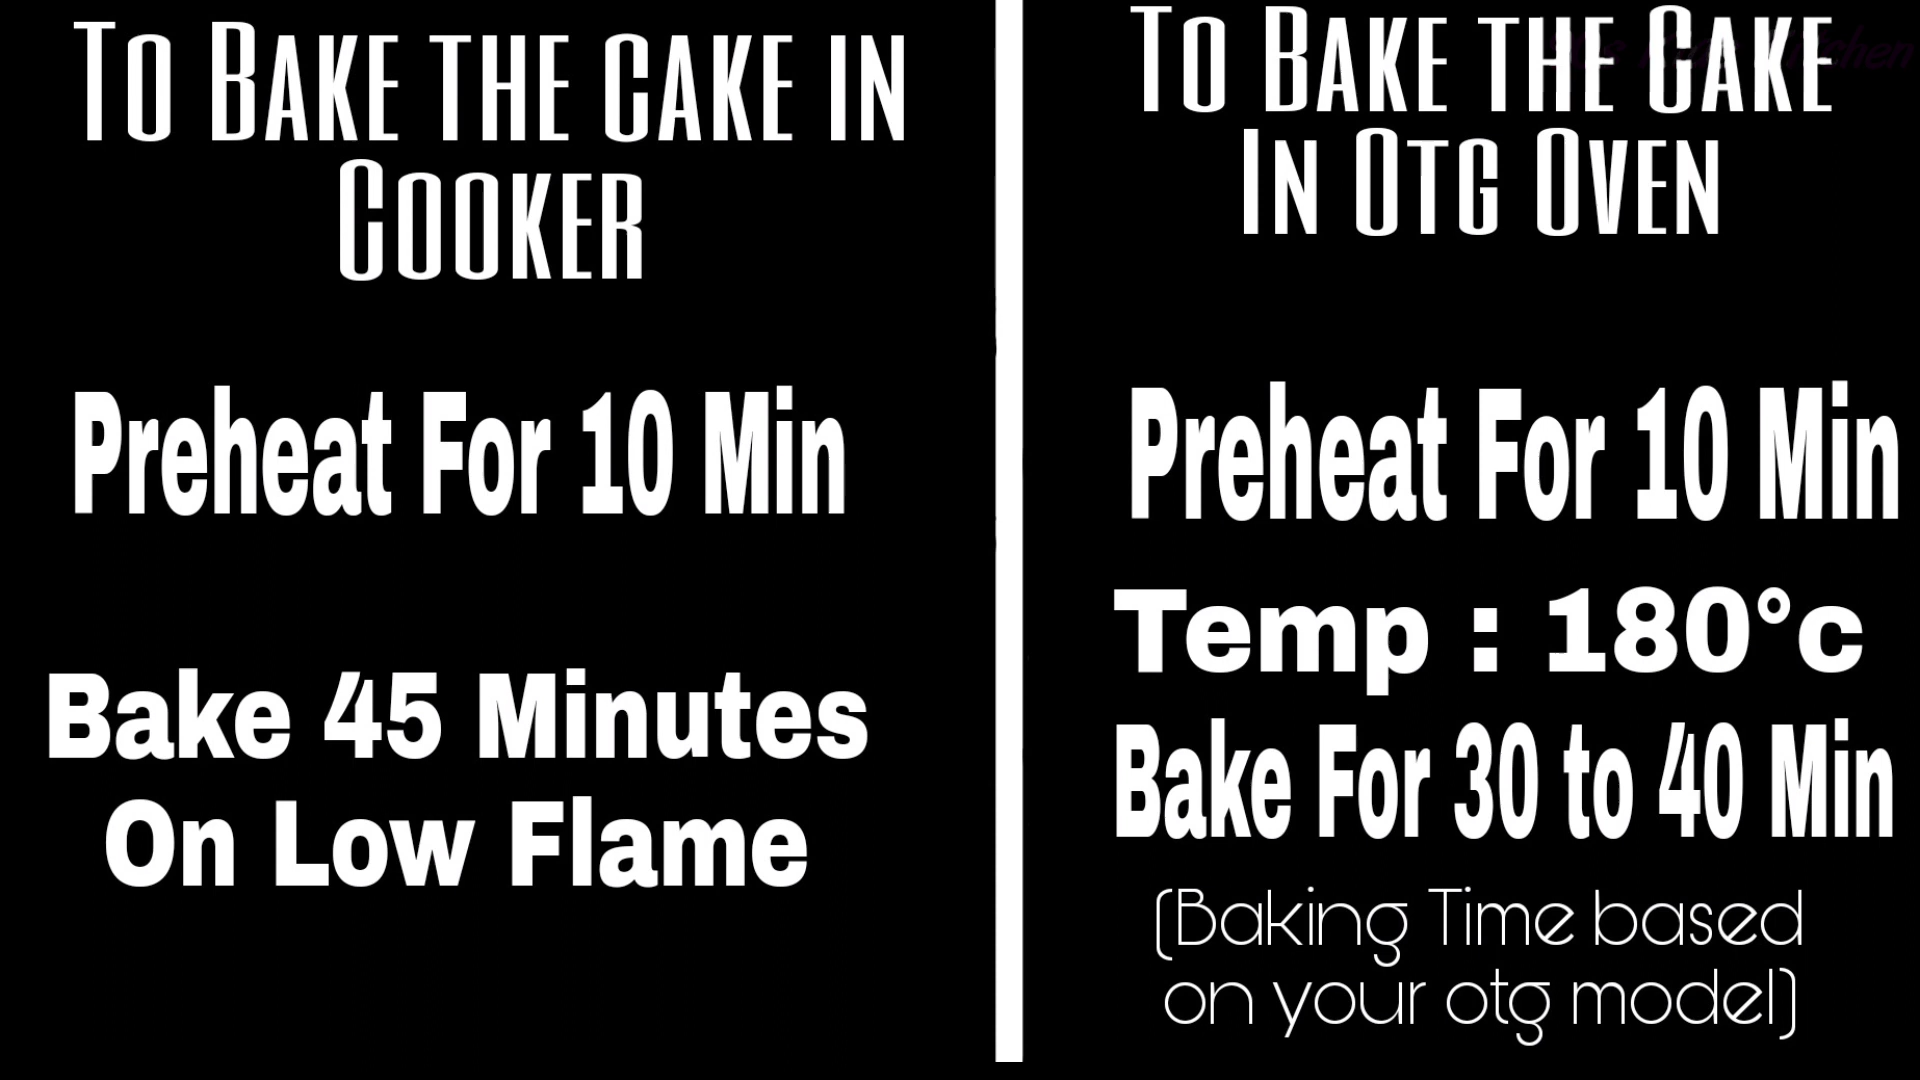 To Bake the cake in
Cooker
Preheat For 10 Min
Bake 45 Minutes
On Low Flame
To Bake the Cake
In Otg Oven
Preheat For 10 Min
Temp : 180°c
Bake For 30 to 40 Min
(Baking Time based
on your otg model)